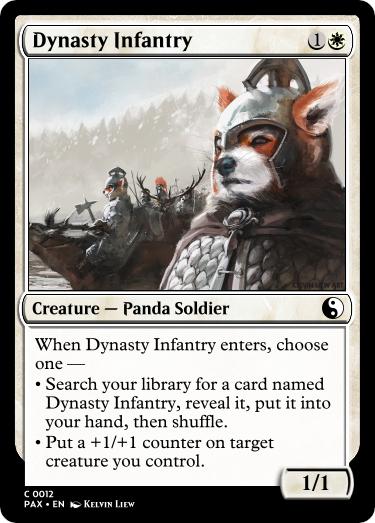 Dynasty Infantry 1
KELVINLIEW ART
Creature — Panda Soldier
When Dynasty Infantry enters, choose
one —
• Search your library for a card named
Dynasty Infantry, reveal it, put it into
your hand, then shuffle.
• Put a +1/+1 counter on target
creature you control.
1/1
C 0012
PAX • EN Kelvin Liew